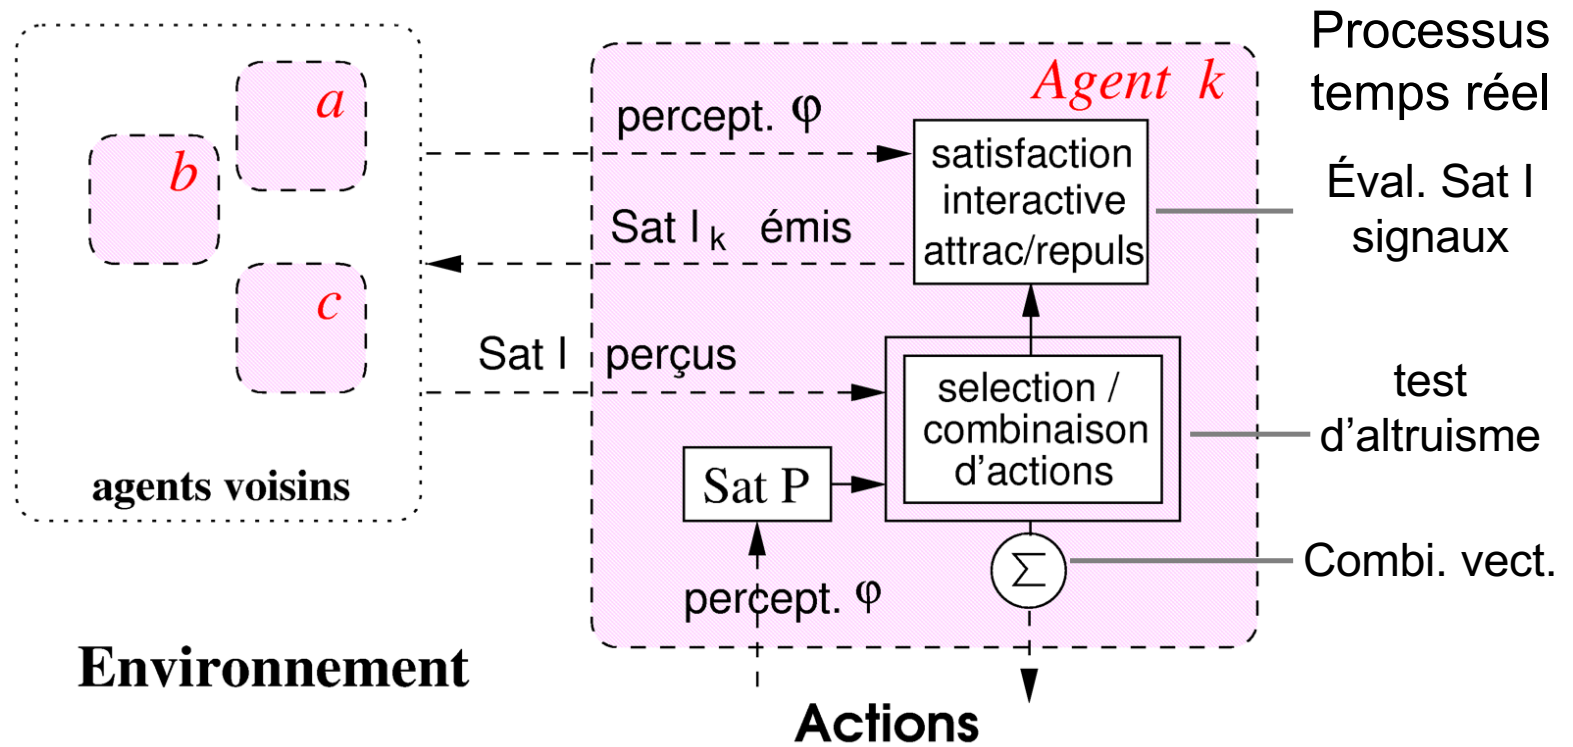 Processus
temps réel
Agent k
a
b
c
percept. φ
satisfaction
interactive
attrac/repuls
Éval. Sat I
signaux
Sat I k émis
Sat I perçus
selection /
combinaison
d'actions
test
d'altruisme
agents voisins
Sat P
Σ
Combi. vect.
percept. φ
Environnement
Actions